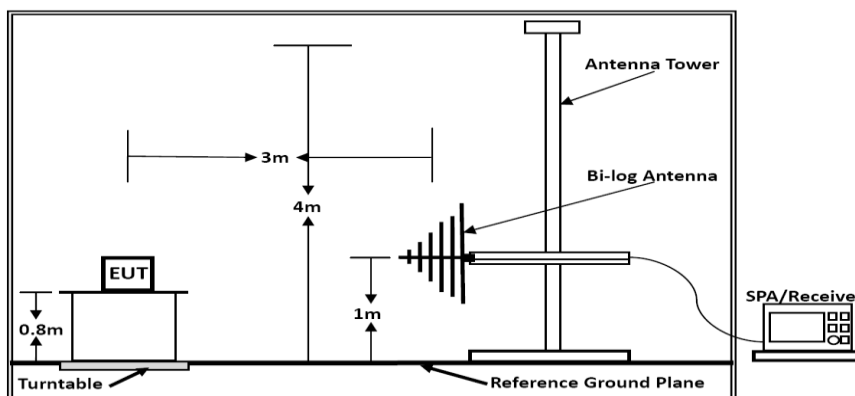 Antenna Tower
3m
Bi-log Antenna
4m
EUT
SPA/Receive
0.8m
1m
Turntable
Reference Ground Plane